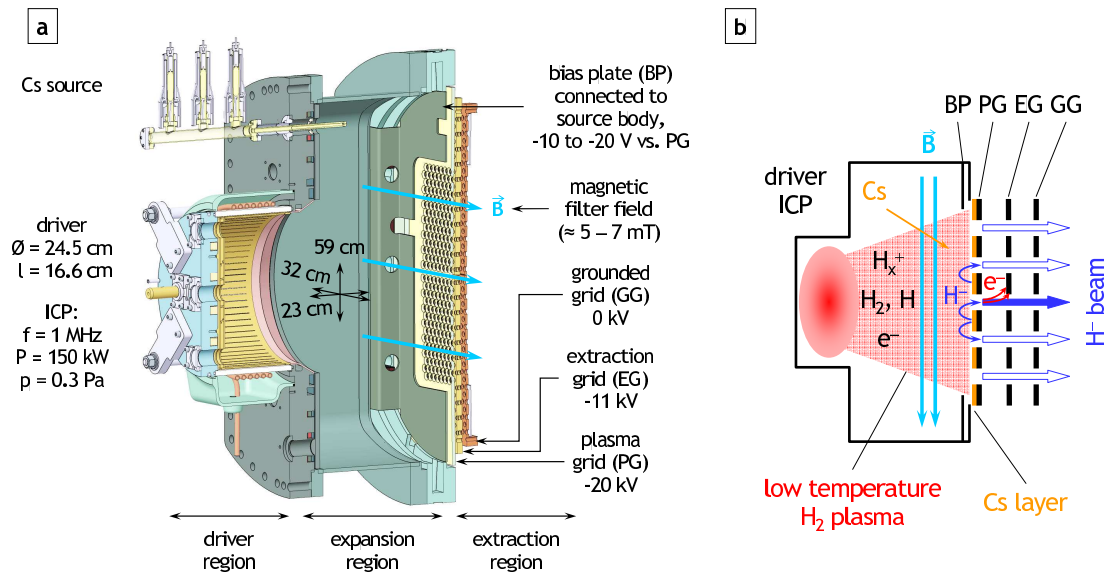 a
Cs source
driver
Ø = 24.5 cm
l = 16.6 cm
ICP:
f = 1 MHz
P = 150 kW
p = 0.3 Pa
59 cm
32 cm
23 cm
B⃗
bias plate (BP)
connected to
source body,
-10 to -20 V vs. PG
magnetic
filter field
(≈ 5 – 7 mT)
grounded
grid (GG)
0 kV
extraction
grid (EG)
-11 kV
plasma
grid (PG)
-20 kV
driver
region
expansion
region
extraction
region
b
BP PG EG GG
B⃗
driver
ICP
Cs
Hₓ⁺
H₂, H
e⁻
H⁻
e⁻
H⁻ beam
low temperature
H₂ plasma
Cs layer